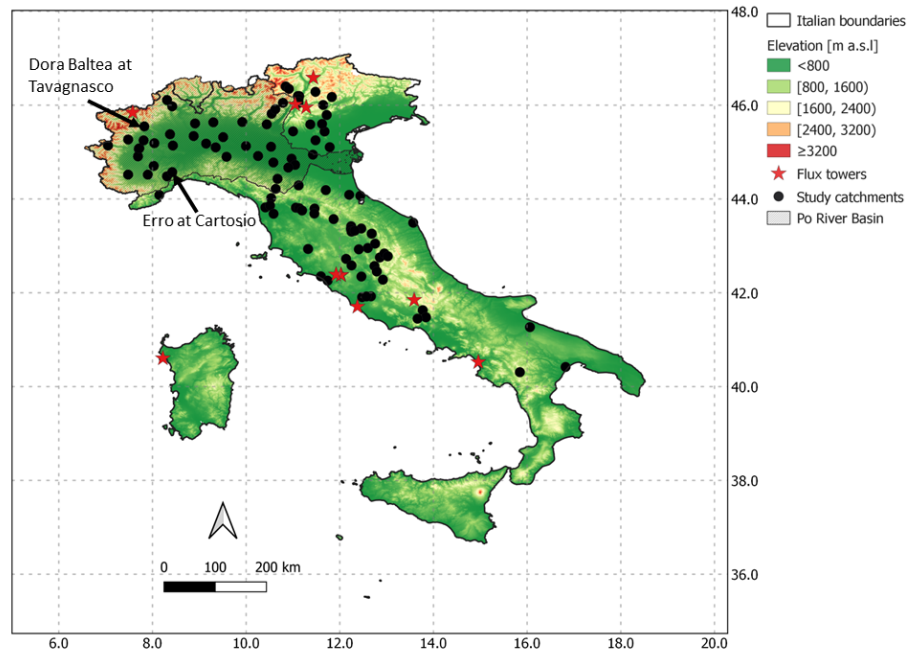 48.0
Dora Baltea at
Tavagnasco
46.0
44.0
Erro at Cartosio
42.0
40.0
38.0
36.0
0 100 200 km
6.0 8.0 10.0 12.0 14.0 16.0 18.0 20.0
Italian boundaries
Elevation [m a.s.l]
<800
[800, 1600)
[1600, 2400)
[2400, 3200)
≥3200
Flux towers
Study catchments
Po River Basin